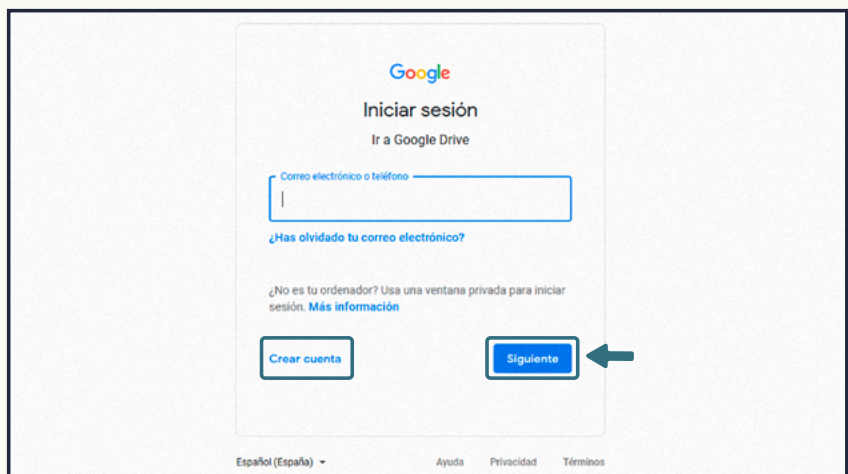 Google
Iniciar sesión
Ir a Google Drive
Correo electrónico o teléfono
¿Has olvidado tu correo electrónico?
¿No es tu ordenador? Usa una ventana privada para iniciar
sesión. Más información
Crear cuenta Siguiente
Español (España) Ayuda Privacidad Términos